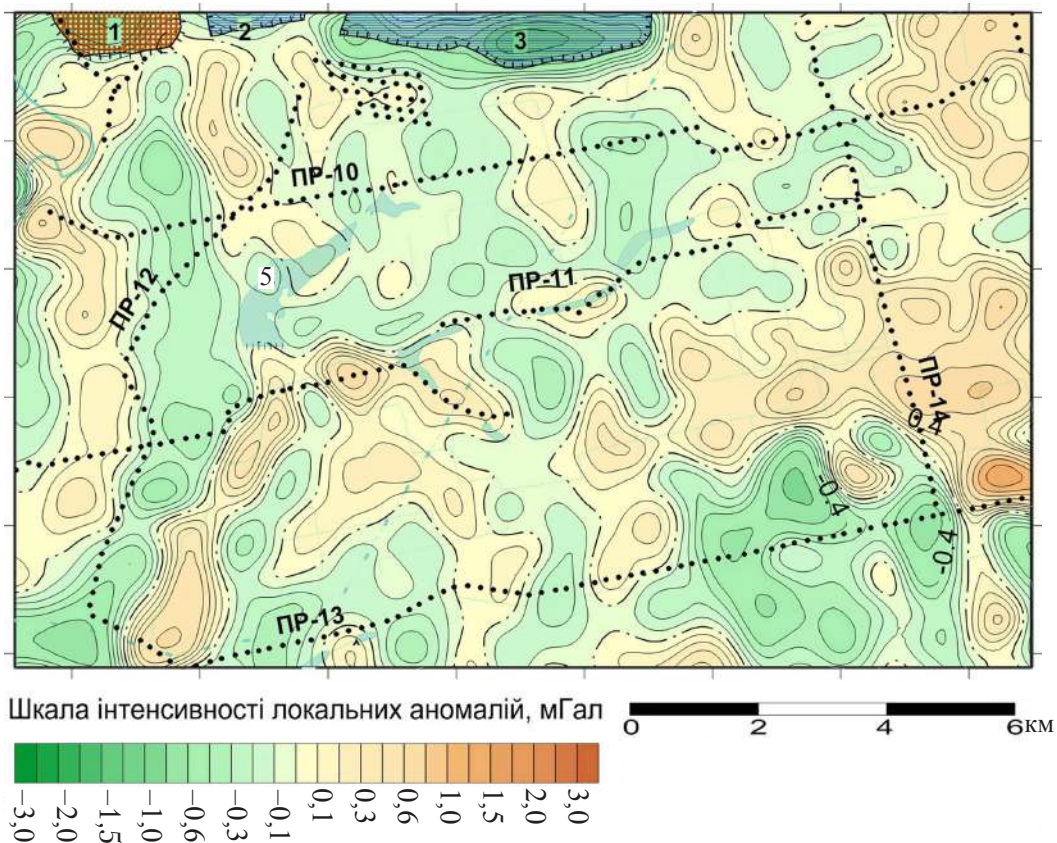 1
2
3
ПР-10
5
ПР-11
ПР-12
ПР-14
0.4
-0.4
-0.4
ПР-13
Шкала інтенсивності локальних аномалій, мГал
0 2 4 6км
−3,0 −2,0 −1,5 −1,0 −0,6 −0,3 −0,1 0,1 0,3 0,6 1,0 1,5 2,0 3,0